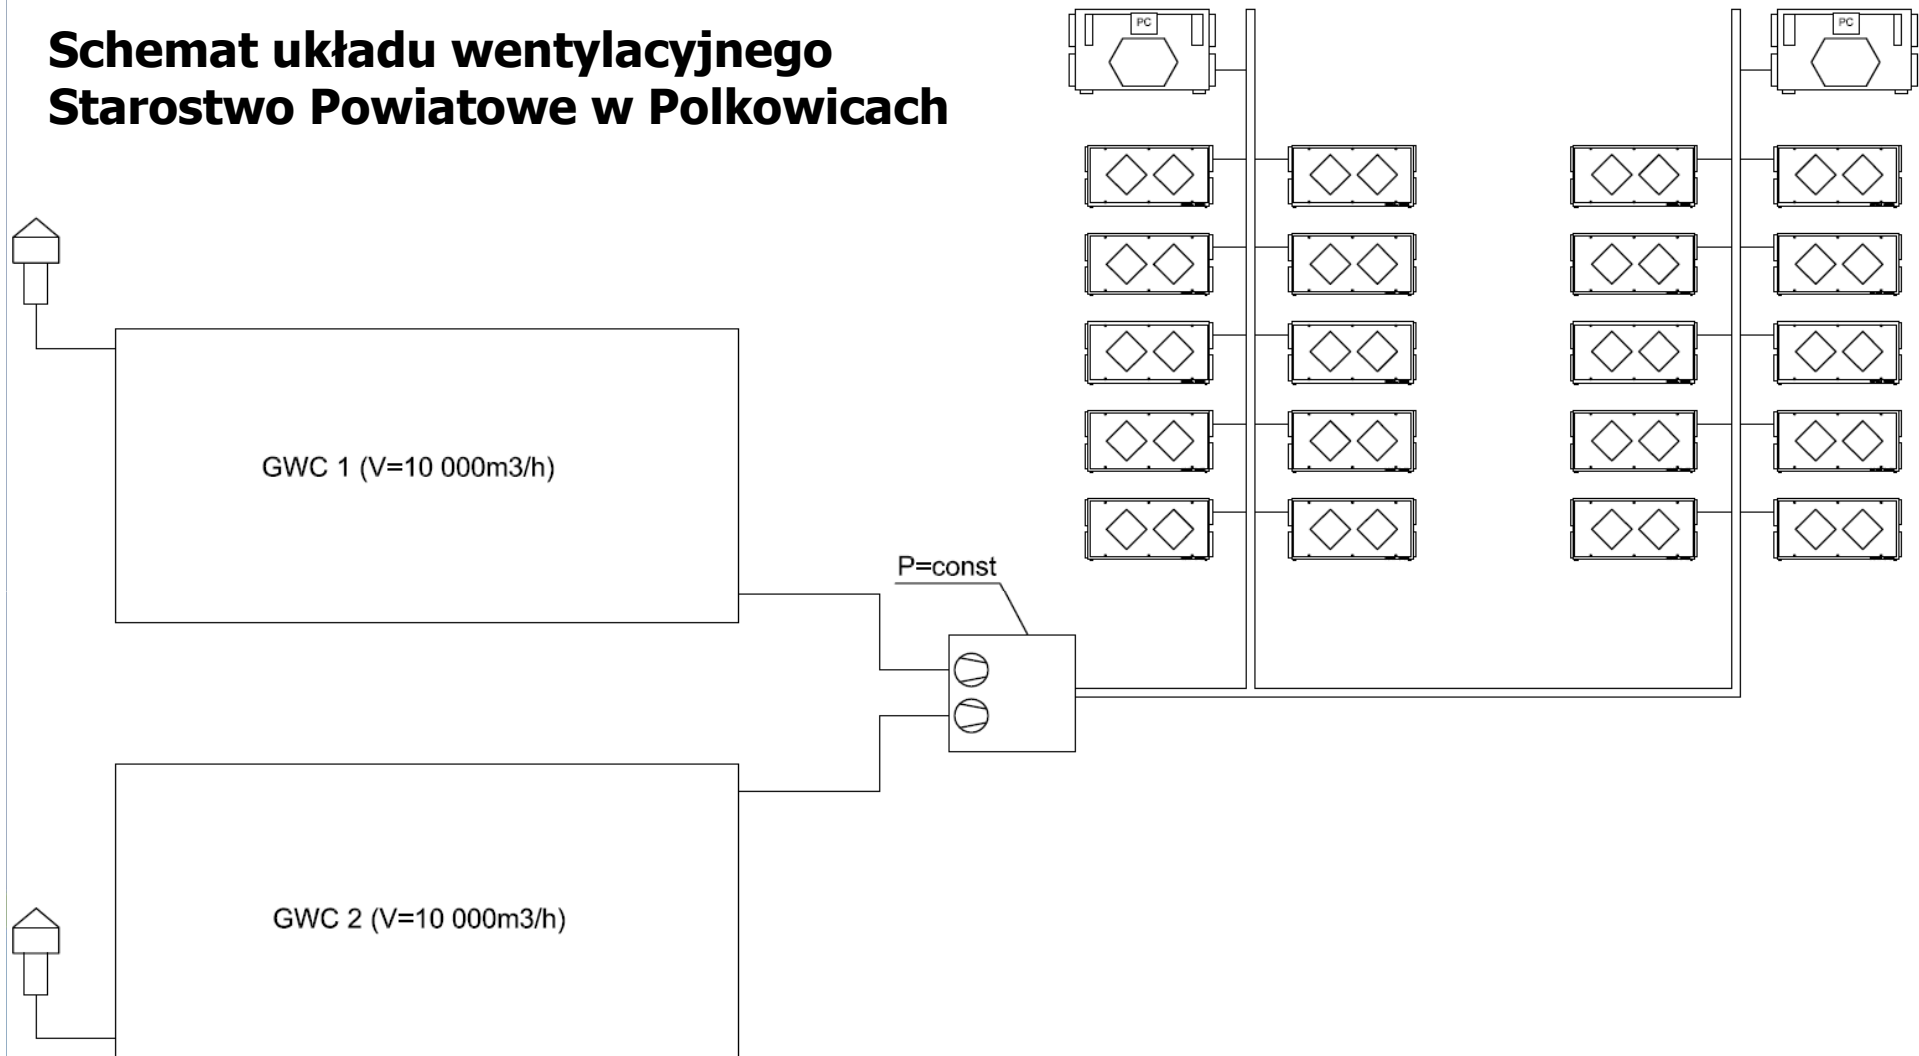 Schemat układu wentylacyjnego
Starostwo Powiatowe w Polkowicach
PC
PC
GWC 1 (V=10 000m3/h)
P=const
GWC 2 (V=10 000m3/h)